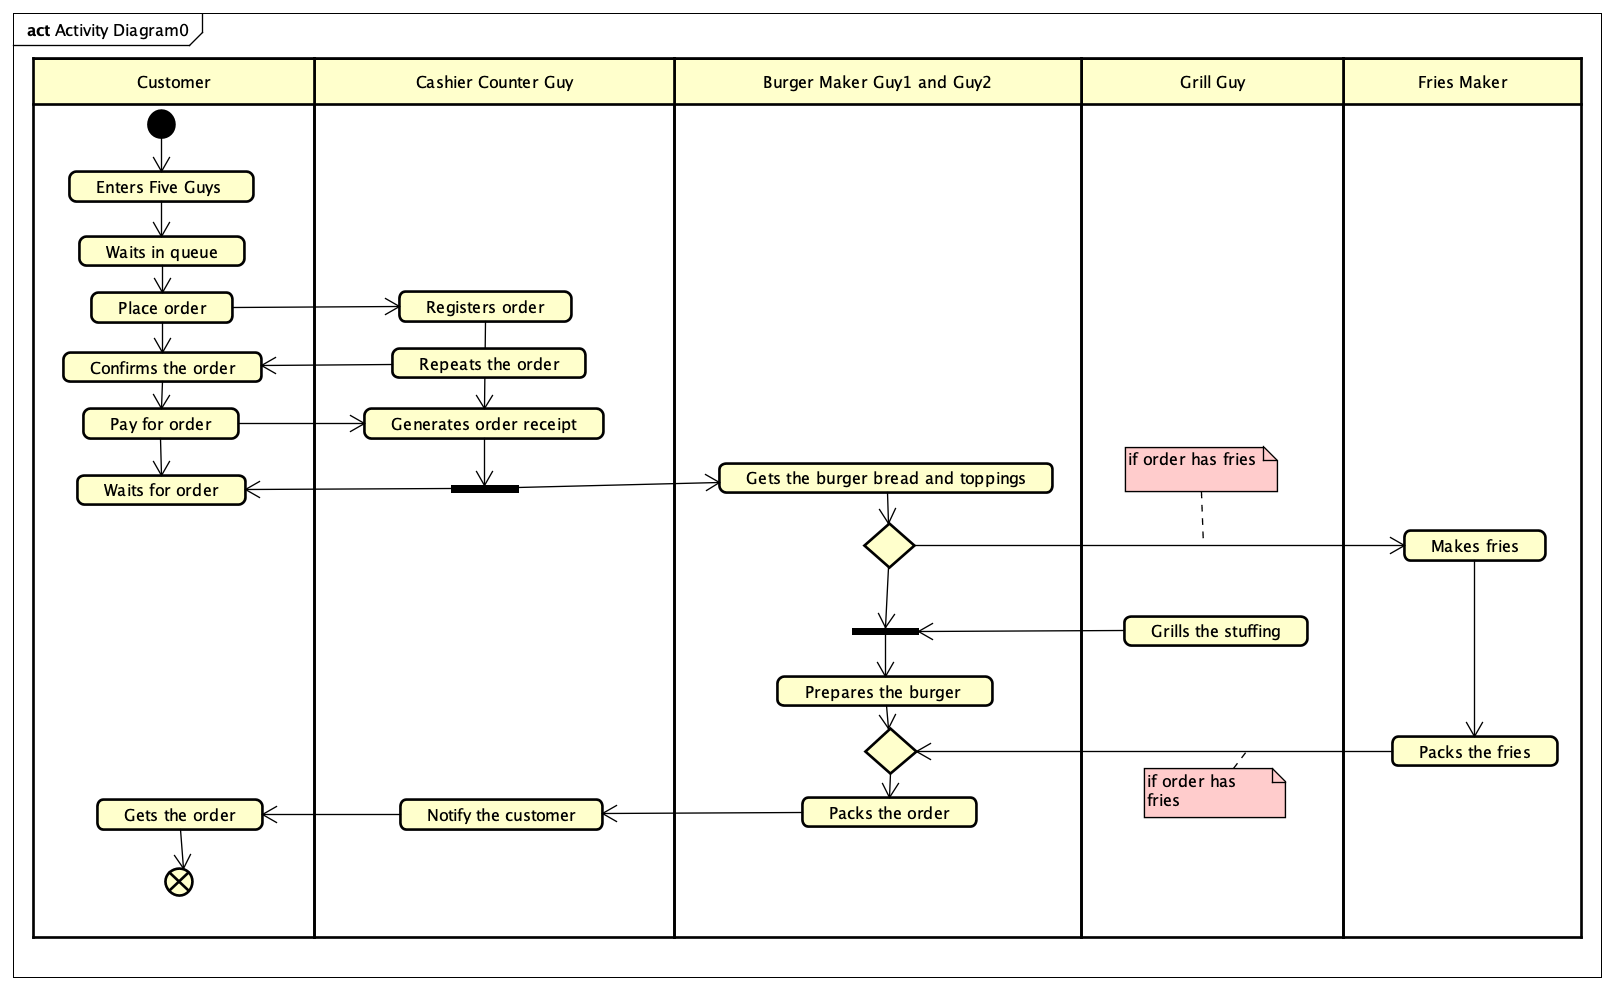 act Activity Diagram0
Customer
Cashier Counter Guy
Burger Maker Guy1 and Guy2
Grill Guy
Fries Maker
Enters Five Guys
Waits in queue
Place order
Registers order
Confirms the order
Repeats the order
Pay for order
Generates order receipt
if order has fries
Waits for order
Gets the burger bread and toppings
Makes fries
Grills the stuffing
Prepares the burger
Packs the fries
if order has
fries
Gets the order
Notify the customer
Packs the order